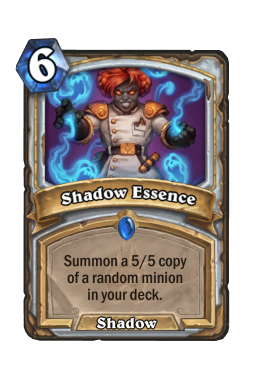 6
Shadow Essence
Summon a 5/5 copy
of a random minion
in your deck.
Shadow